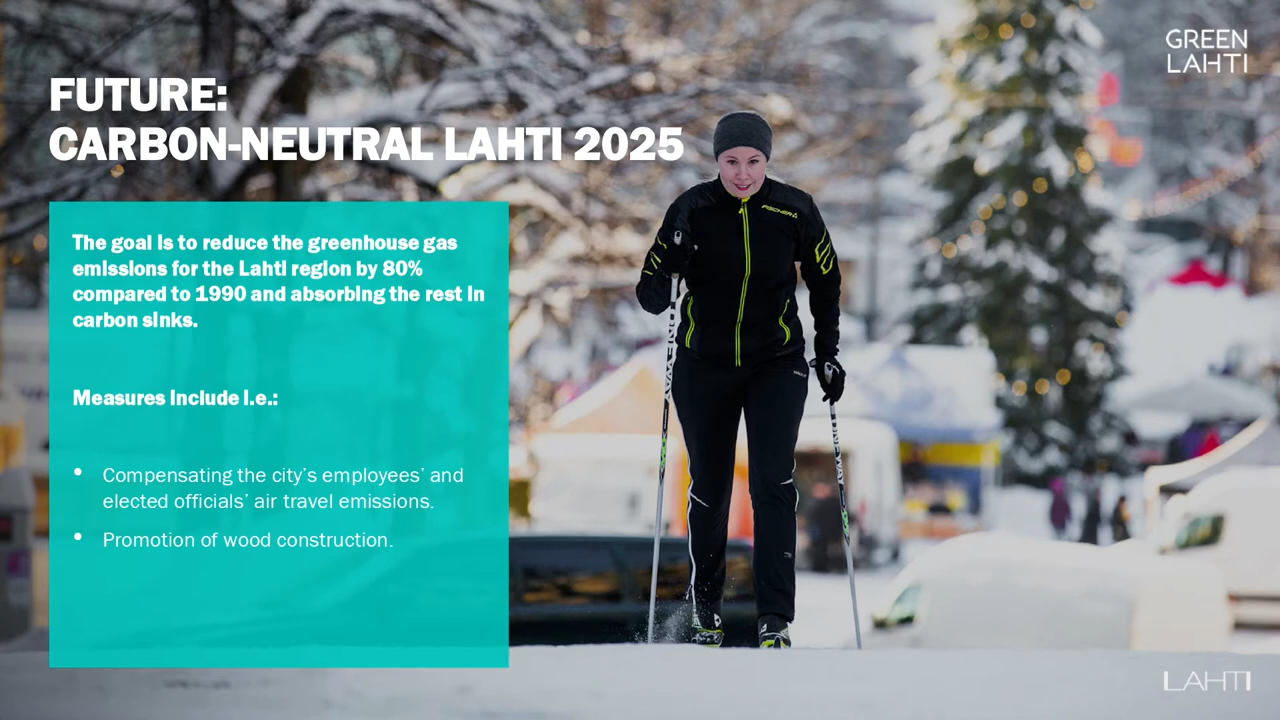 GREEN
LAHTI
FUTURE:
CARBON-NEUTRAL LAHTI 2025
The goal is to reduce the greenhouse gas
emissions for the Lahti region by 80%
compared to 1990 and absorbing the rest in
carbon sinks.
Measures include i.e.:
• Compensating the city’s employees’ and
elected officials’ air travel emissions.
• Promotion of wood construction.
FISCHER
LAHTI